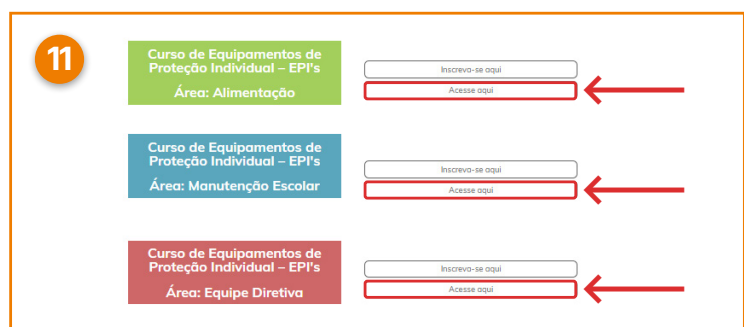 11
Curso de Equipamentos de
Proteção Individual – EPI's
Área: Alimentação
Inscreva-se aqui
Acesse aqui
Curso de Equipamentos de
Proteção Individual – EPI's
Área: Manutenção Escolar
Inscreva-se aqui
Acesse aqui
Curso de Equipamentos de
Proteção Individual – EPI's
Área: Equipe Diretiva
Inscreva-se aqui
Acesse aqui